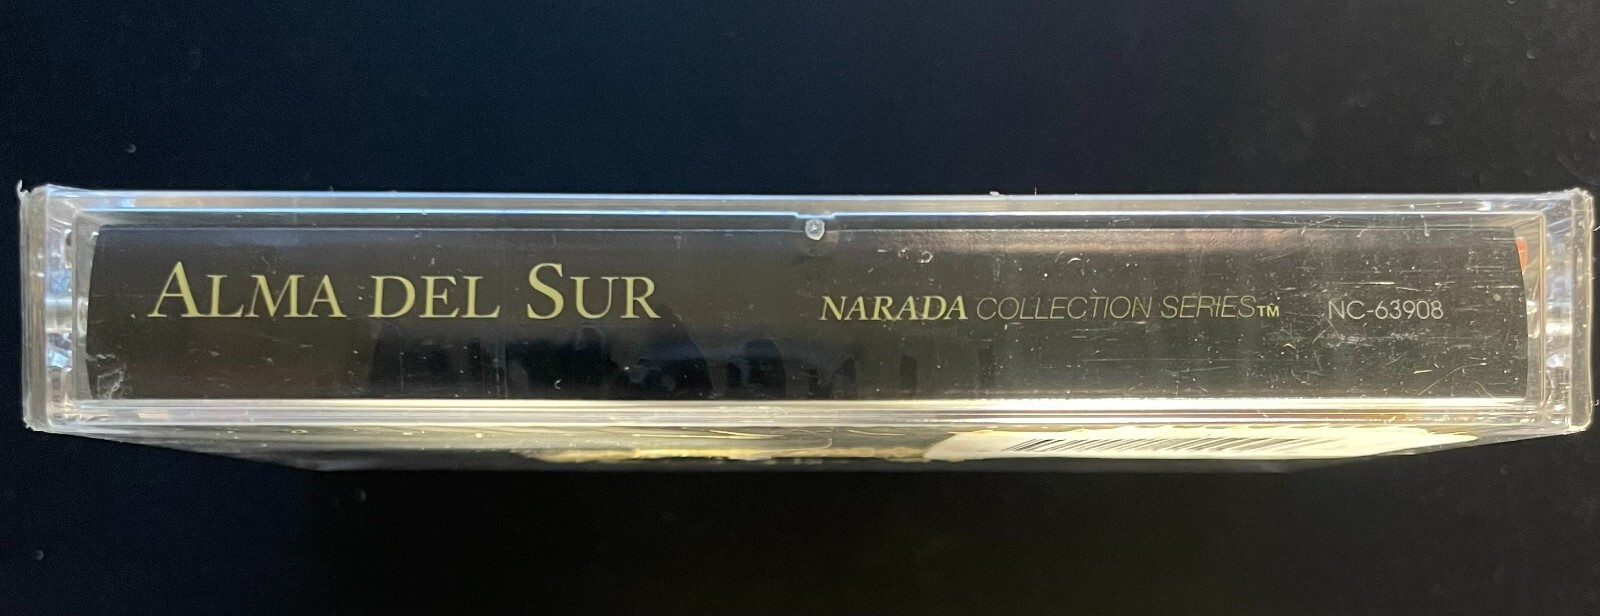 ALMA DEL SUR
NARADA COLLECTION SERIES™ NC-63908